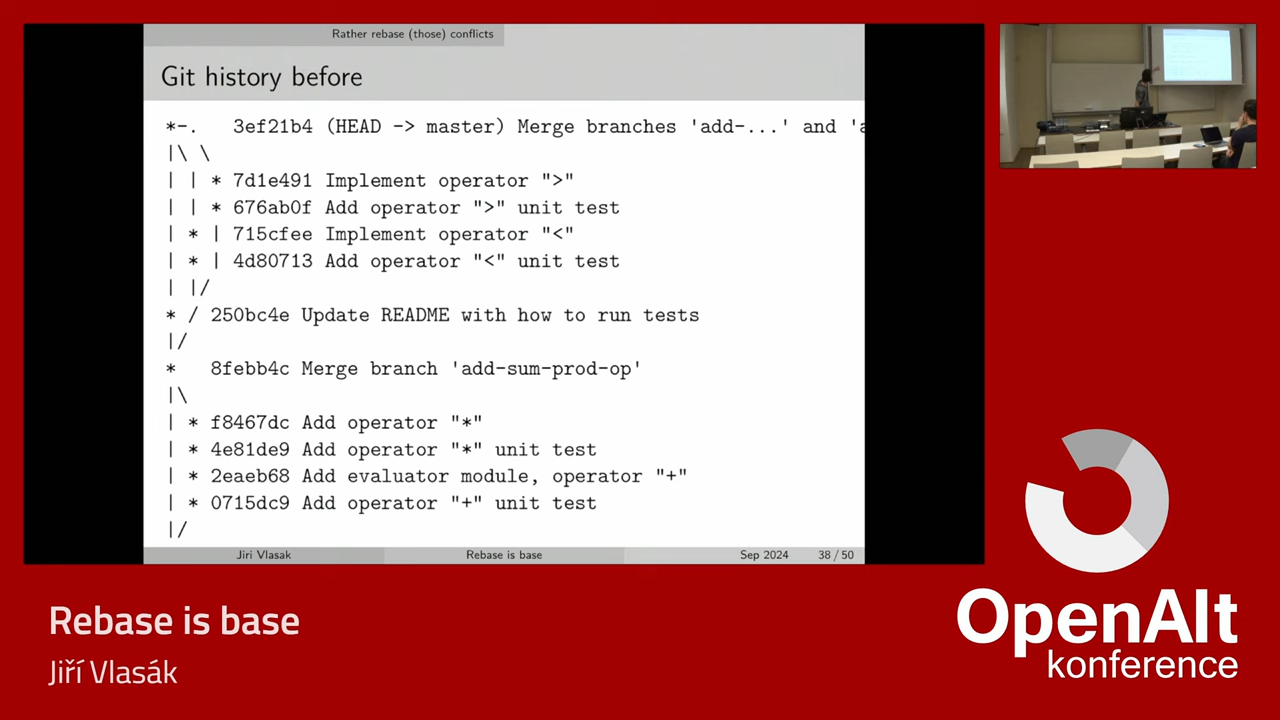 Rather rebase (those) conflicts
Git history before
*-.   3ef21b4 (HEAD -> master) Merge branches 'add-...' and 'a
|\ \
| | * 7d1e491 Implement operator ">"
| | * 676ab0f Add operator ">" unit test
| * | 715cfee Implement operator "<"
| * | 4d80713 Add operator "<" unit test
| |/
* / 250bc4e Update README with how to run tests
|/
*   8febb4c Merge branch 'add-sum-prod-op'
|\
| * f8467dc Add operator "*"
| * 4e81de9 Add operator "*" unit test
| * 2eaeb68 Add evaluator module, operator "+"
| * 0715dc9 Add operator "+" unit test
|/
Jiri Vlasak Rebase is base Sep 2024 38 / 50
Rebase is base
Jiří Vlasák
OpenAlt
konference